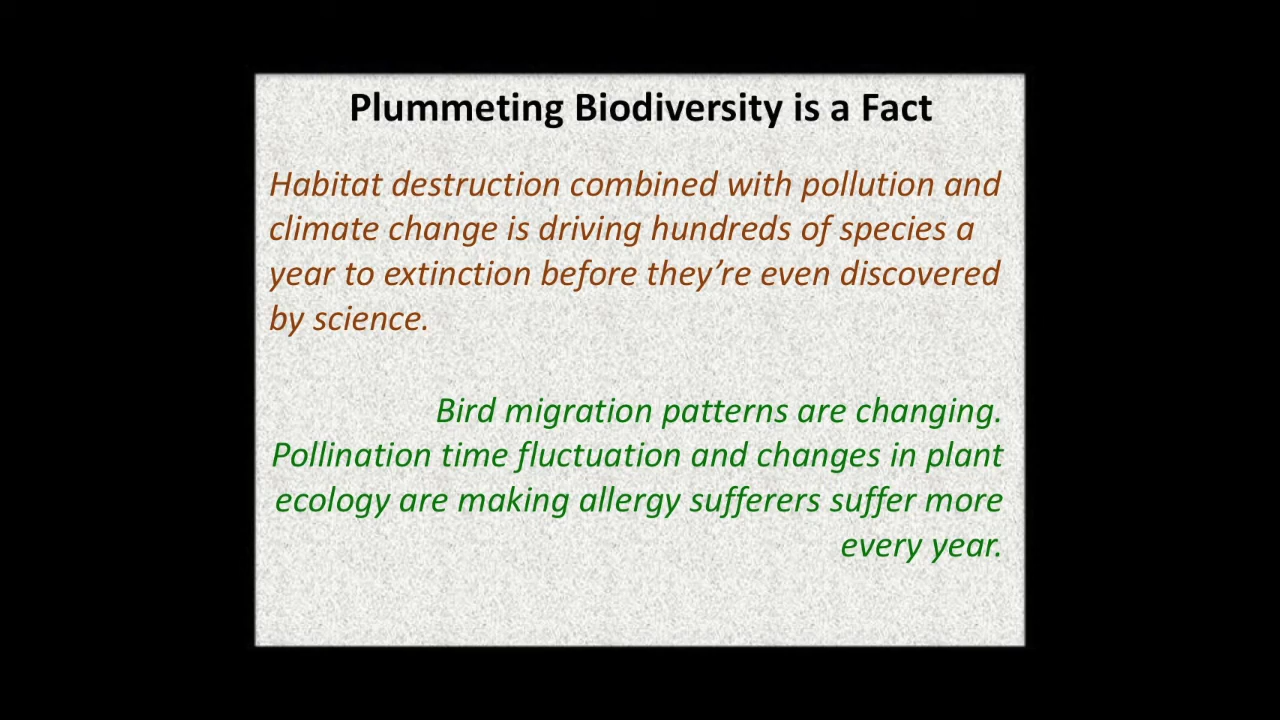 Plummeting Biodiversity is a Fact
Habitat destruction combined with pollution and
climate change is driving hundreds of species a
year to extinction before they’re even discovered
by science.
Bird migration patterns are changing.
Pollination time fluctuation and changes in plant
ecology are making allergy sufferers suffer more
every year.